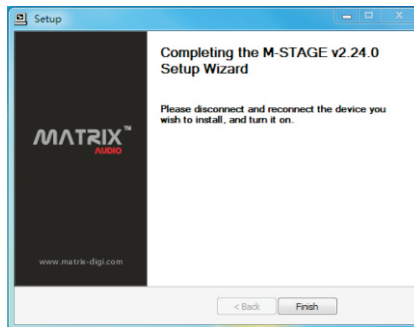 Setup
Completing the M-STAGE v2.24.0
Setup Wizard
Please disconnect and reconnect the device you
wish to install, and turn it on.
MATRIX™
AUDIO
www.matrix-digi.com
< Back
Finish